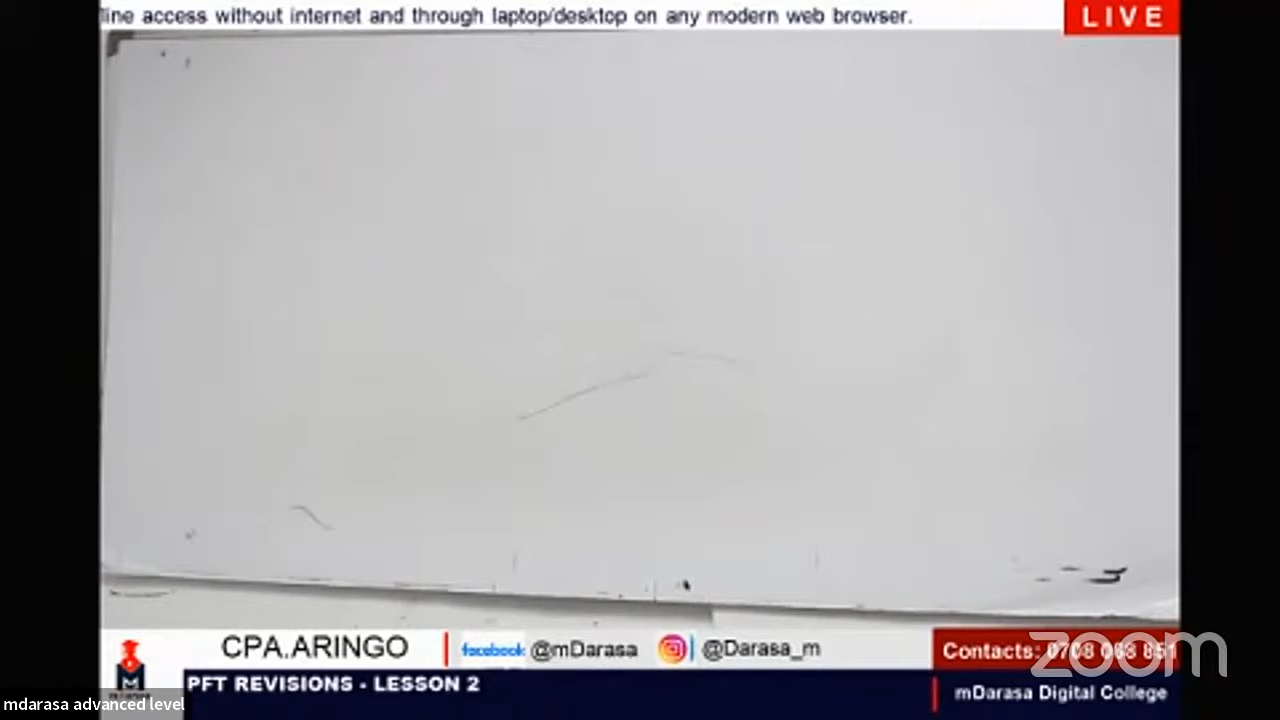 line access without internet and through laptop/desktop on any modern web browser.
LIVE
CPA.ARINGO
facebook @mDarasa
@Darasa_m
Contacts: 0708 068 851
zoom
PFT REVISIONS - LESSON 2
mDarasa Digital College
mdarasa advanced level